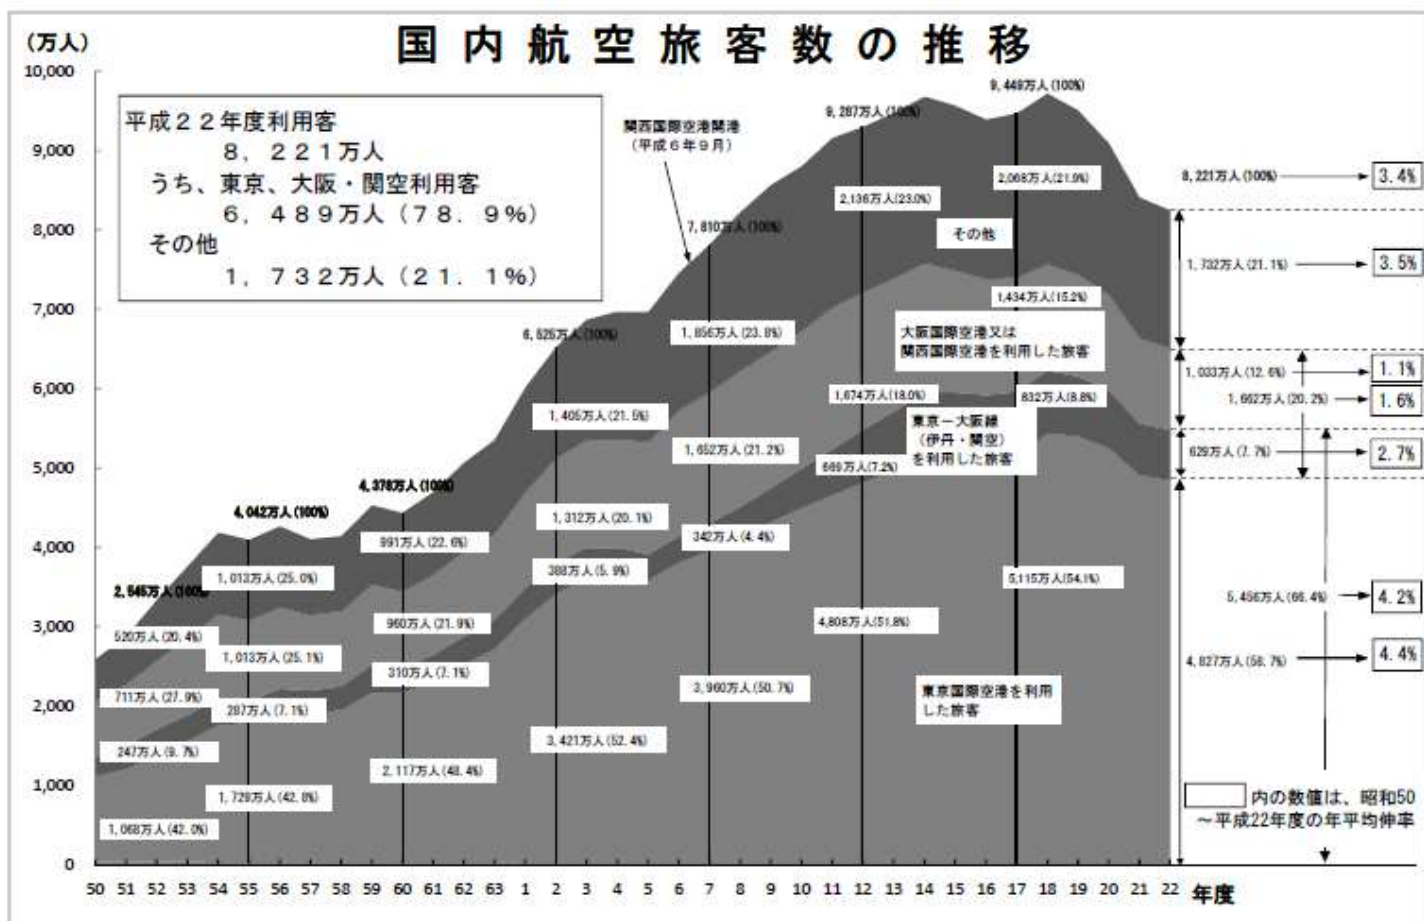 国内航空旅客数の推移
(万人)
10,000
9,000
8,000
7,000
6,000
5,000
4,000
3,000
2,000
1,000
0
平成22年度利用客
8,221万人
うち、東京、大阪・関空利用客
6,489万人(78.9%)
その他
1,732万人(21.1%)
関西国際空港開港
(平成6年9月)
2,545万人(100%)
520万人(20.4%)
711万人(27.9%)
247万人(9.7%)
1,068万人(42.0%)
4,042万人(100%)
1,013万人(25.0%)
1,013万人(25.1%)
287万人(7.1%)
1,729万人(42.8%)
4,378万人(100%)
991万人(22.6%)
960万人(21.9%)
310万人(7.1%)
2,117万人(48.4%)
6,525万人(100%)
1,405万人(21.5%)
1,312万人(20.1%)
388万人(5.9%)
3,421万人(52.4%)
7,810万人(100%)
1,856万人(23.8%)
1,652万人(21.2%)
342万人(4.4%)
3,960万人(50.7%)
9,287万人(100%)
2,136万人(23.0%)
1,674万人(18.0%)
669万人(7.2%)
4,808万人(51.8%)
9,449万人(100%)
2,068万人(21.9%)
その他
1,434万人(15.2%)
大阪国際空港又は
関西国際空港を利用した旅客
832万人(8.8%)
東京-大阪線
(伊丹・関空)
を利用した旅客
5,115万人(54.1%)
東京国際空港を利用
した旅客
8,221万人(100%)
3.4%
1,732万人(21.1%)
3.5%
1,033万人(12.6%)
1.1%
1,662万人(20.2%)
1.6%
629万人(7.7%)
2.7%
5,456万人(66.4%)
4.2%
4,827万人(58.7%)
4.4%
内の数値は、昭和50
~平成22年度の年平均伸率
50 51 52 53 54 55 56 57 58 59 60 61 62 63 1 2 3 4 5 6 7 8 9 10 11 12 13 14 15 16 17 18 19 20 21 22 年度